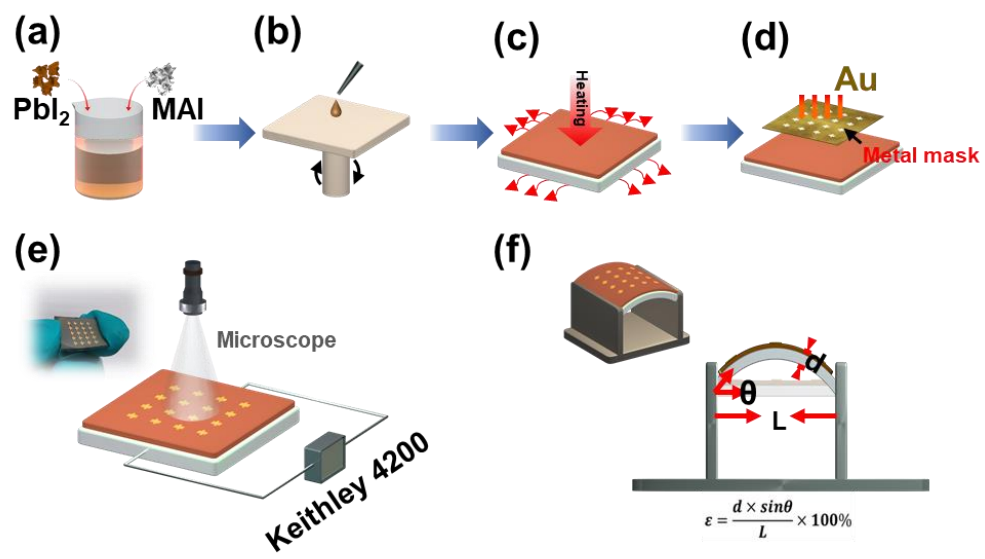 (a)
PbI₂ MAI
(b)
(c)
Heating
(d)
Au
Metal mask
(e)
Microscope
Keithley 4200
(f)
d
θ
L
ε = d × sinθ / L × 100%